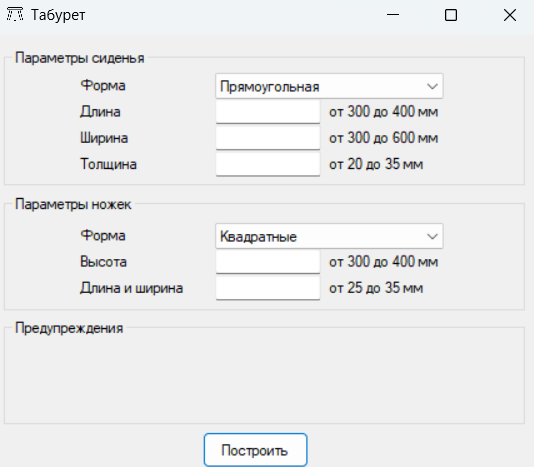 Табурет
Параметры сиденья
Форма Прямоугольная
Длина от 300 до 400 мм
Ширина от 300 до 600 мм
Толщина от 20 до 35 мм
Параметры ножек
Форма Квадратные
Высота от 300 до 400 мм
Длина и ширина от 25 до 35 мм
Предупреждения
Построить